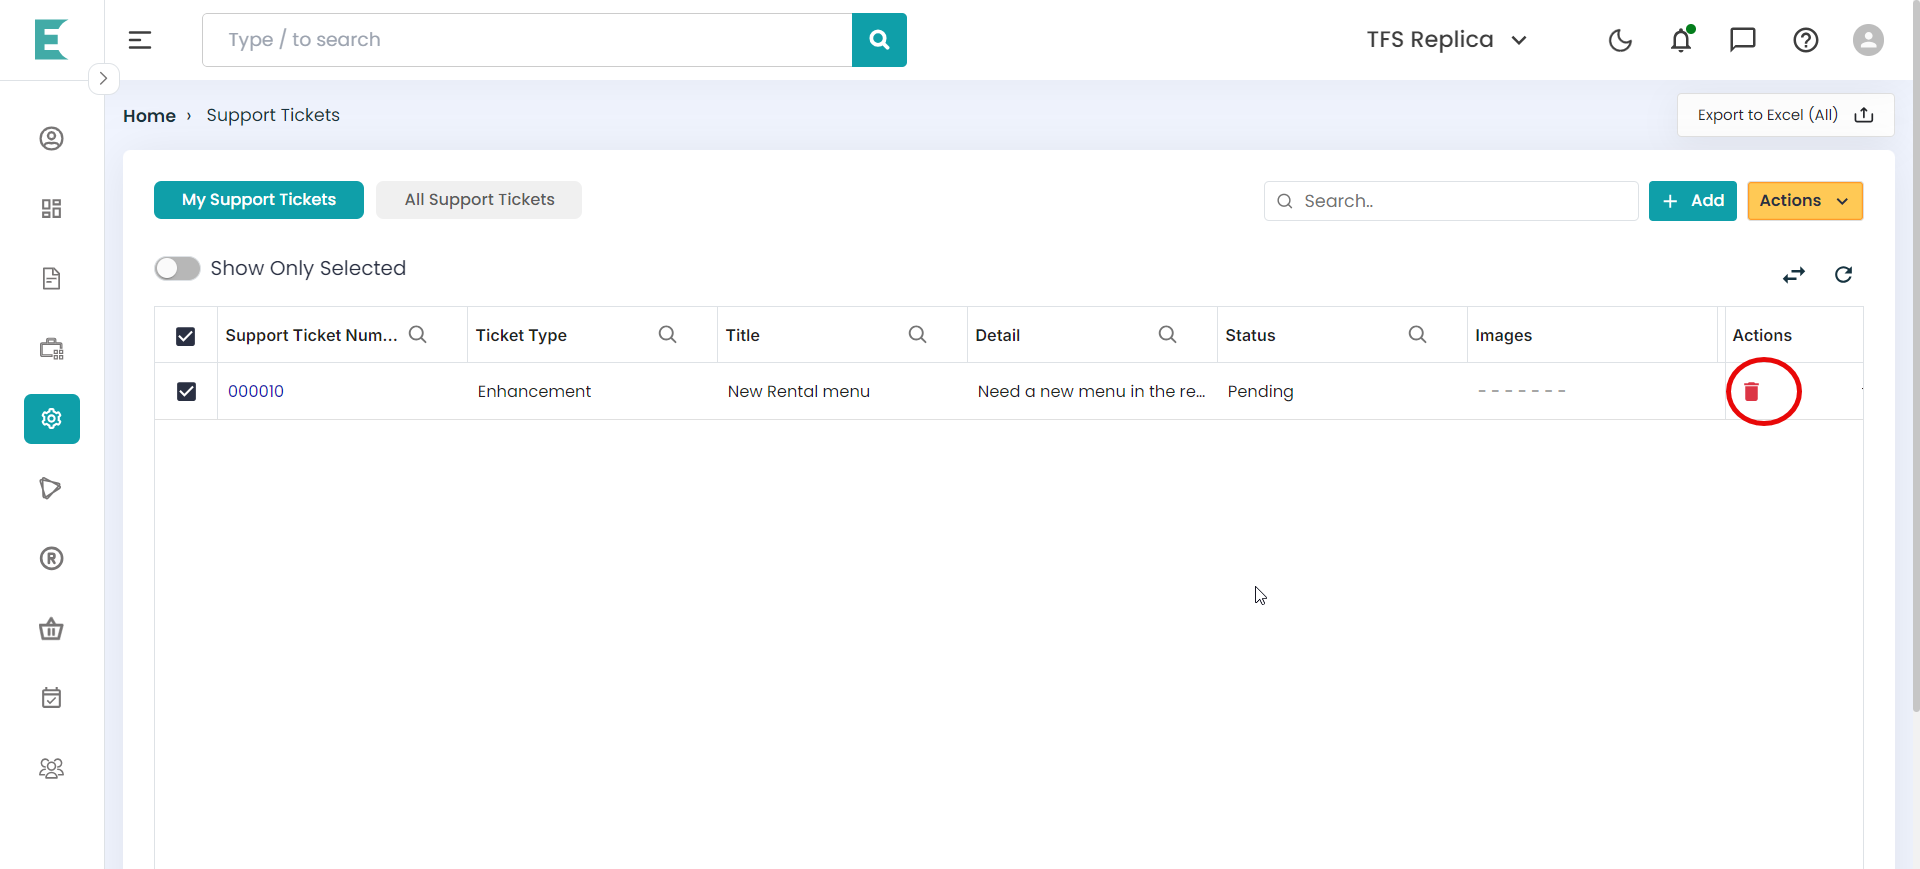 E
Type / to search
TFS Replica
Home › Support Tickets
Export to Excel (All)
My Support Tickets
All Support Tickets
Search..
+ Add
Actions
Show Only Selected
Support Ticket Num...
Ticket Type
Title
Detail
Status
Images
Actions
000010
Enhancement
New Rental menu
Need a new menu in the re...
Pending
-------